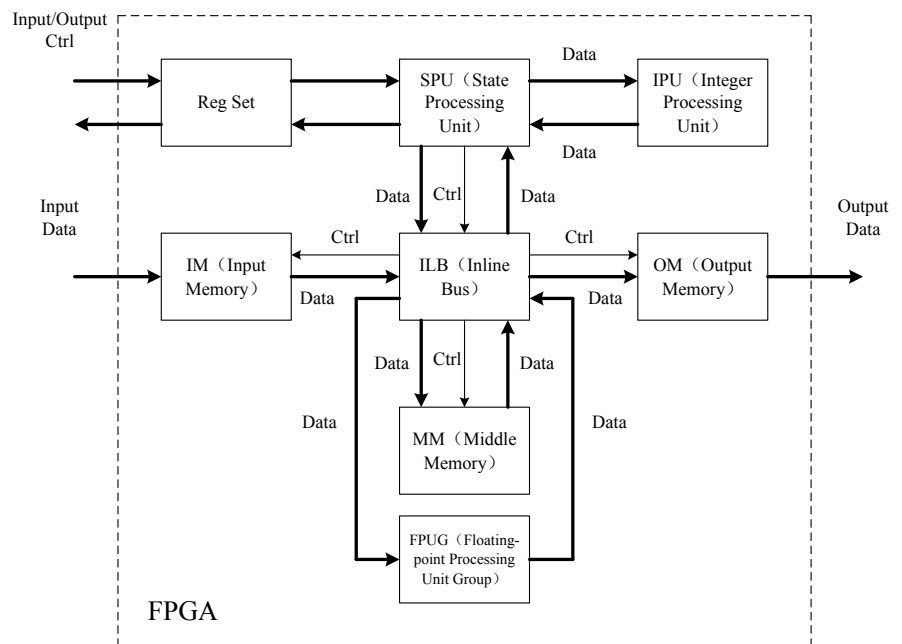 Input/Output
Ctrl
Reg Set
SPU（State
Processing
Unit）
Data
IPU（Integer
Processing
Unit）
Data
Data
Ctrl
Data
Input
Data
Output
Data
Ctrl
Ctrl
IM（Input
Memory）
ILB（Inline
Bus）
OM（Output
Memory）
Data
Data
Data
Ctrl
Data
Data
Data
MM（Middle
Memory）
FPUG（Floating-
point Processing
Unit Group）
FPGA